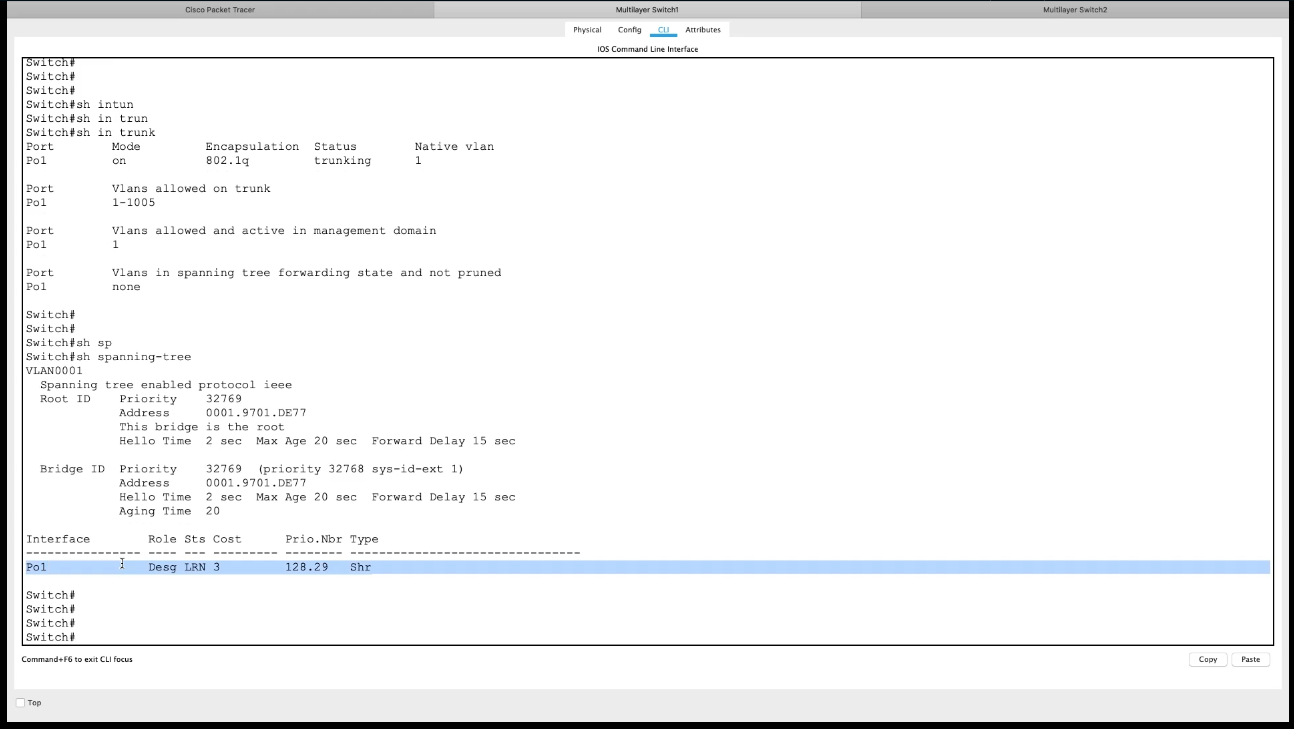 Cisco Packet Tracer Multilayer Switch1 Multilayer Switch2
Physical Config CLI Attributes
IOS Command Line Interface
Switch#
Switch#
Switch#
Switch#sh intun
Switch#sh in trun
Switch#sh in trunk
Port Mode Encapsulation Status Native vlan
Po1 on 802.1q trunking 1
Port Vlans allowed on trunk
Po1 1-1005
Port Vlans allowed and active in management domain
Po1 1
Port Vlans in spanning tree forwarding state and not pruned
Po1 none
Switch#
Switch#
Switch#sh sp
Switch#sh spanning-tree
VLAN0001
Spanning tree enabled protocol ieee
Root ID Priority 32769
Address 0001.9701.DE77
This bridge is the root
Hello Time 2 sec Max Age 20 sec Forward Delay 15 sec
Bridge ID Priority 32769 (priority 32768 sys-id-ext 1)
Address 0001.9701.DE77
Hello Time 2 sec Max Age 20 sec Forward Delay 15 sec
Aging Time 20
Interface Role Sts Cost Prio.Nbr Type
---------------- ---- --- --------- -------- --------------------------------
Po1 Desg LRN 3 128.29 Shr
Switch#
Switch#
Switch#
Switch#
Command+F6 to exit CLI focus Copy Paste
Top